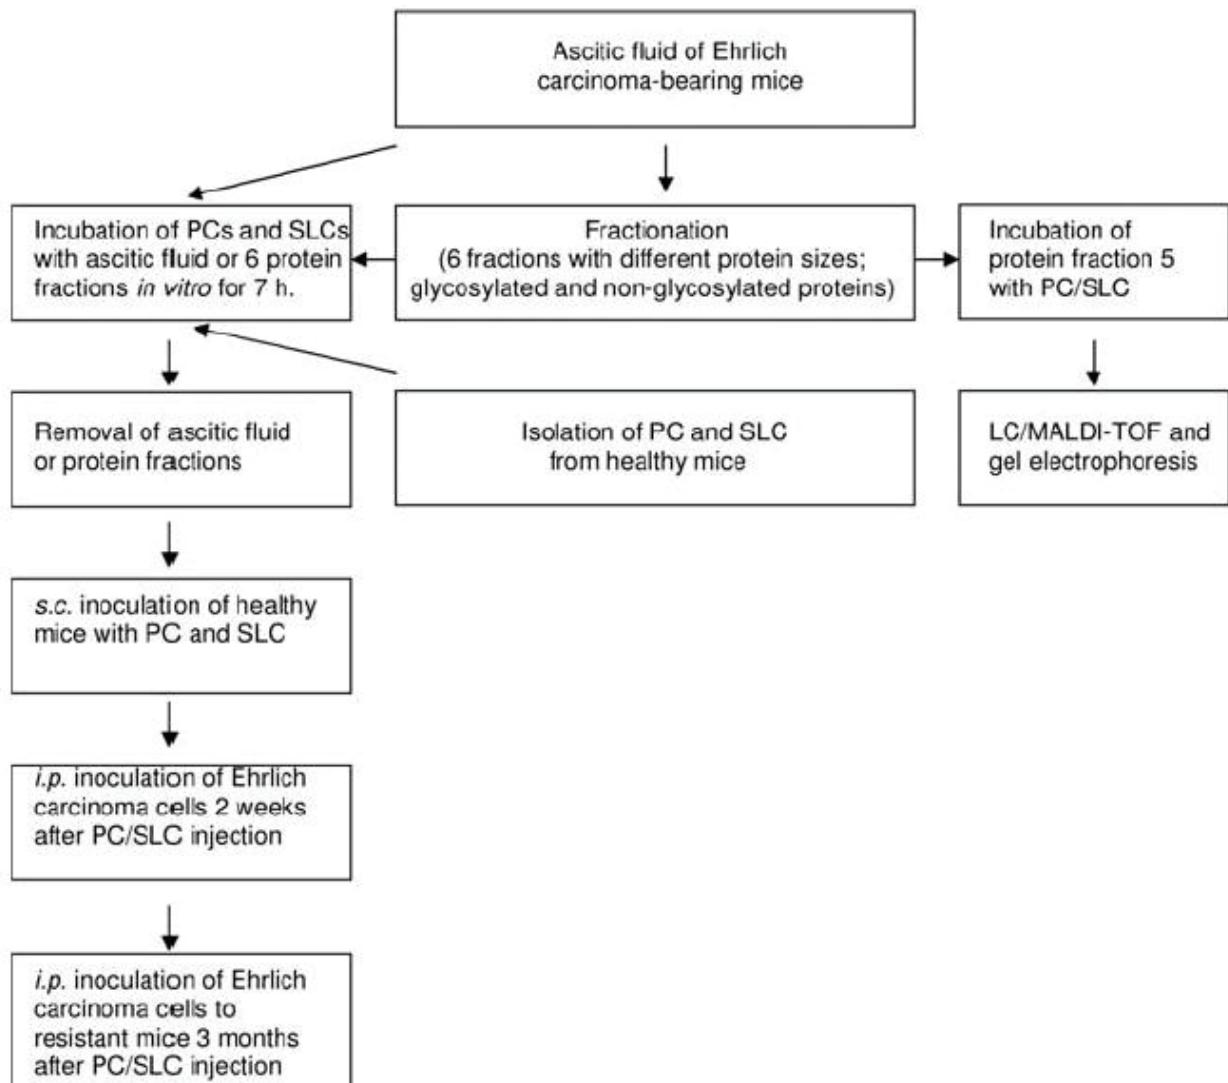 Ascitic fluid of Ehrlich
carcinoma-bearing mice
Incubation of PCs and SLCs
with ascitic fluid or 6 protein
fractions in vitro for 7 h.
Fractionation
(6 fractions with different protein sizes;
glycosylated and non-glycosylated proteins)
Incubation of
protein fraction 5
with PC/SLC
Removal of ascitic fluid
or protein fractions
Isolation of PC and SLC
from healthy mice
LC/MALDI-TOF and
gel electrophoresis
s.c. inoculation of healthy
mice with PC and SLC
i.p. inoculation of Ehrlich
carcinoma cells 2 weeks
after PC/SLC injection
i.p. inoculation of Ehrlich
carcinoma cells to
resistant mice 3 months
after PC/SLC injection